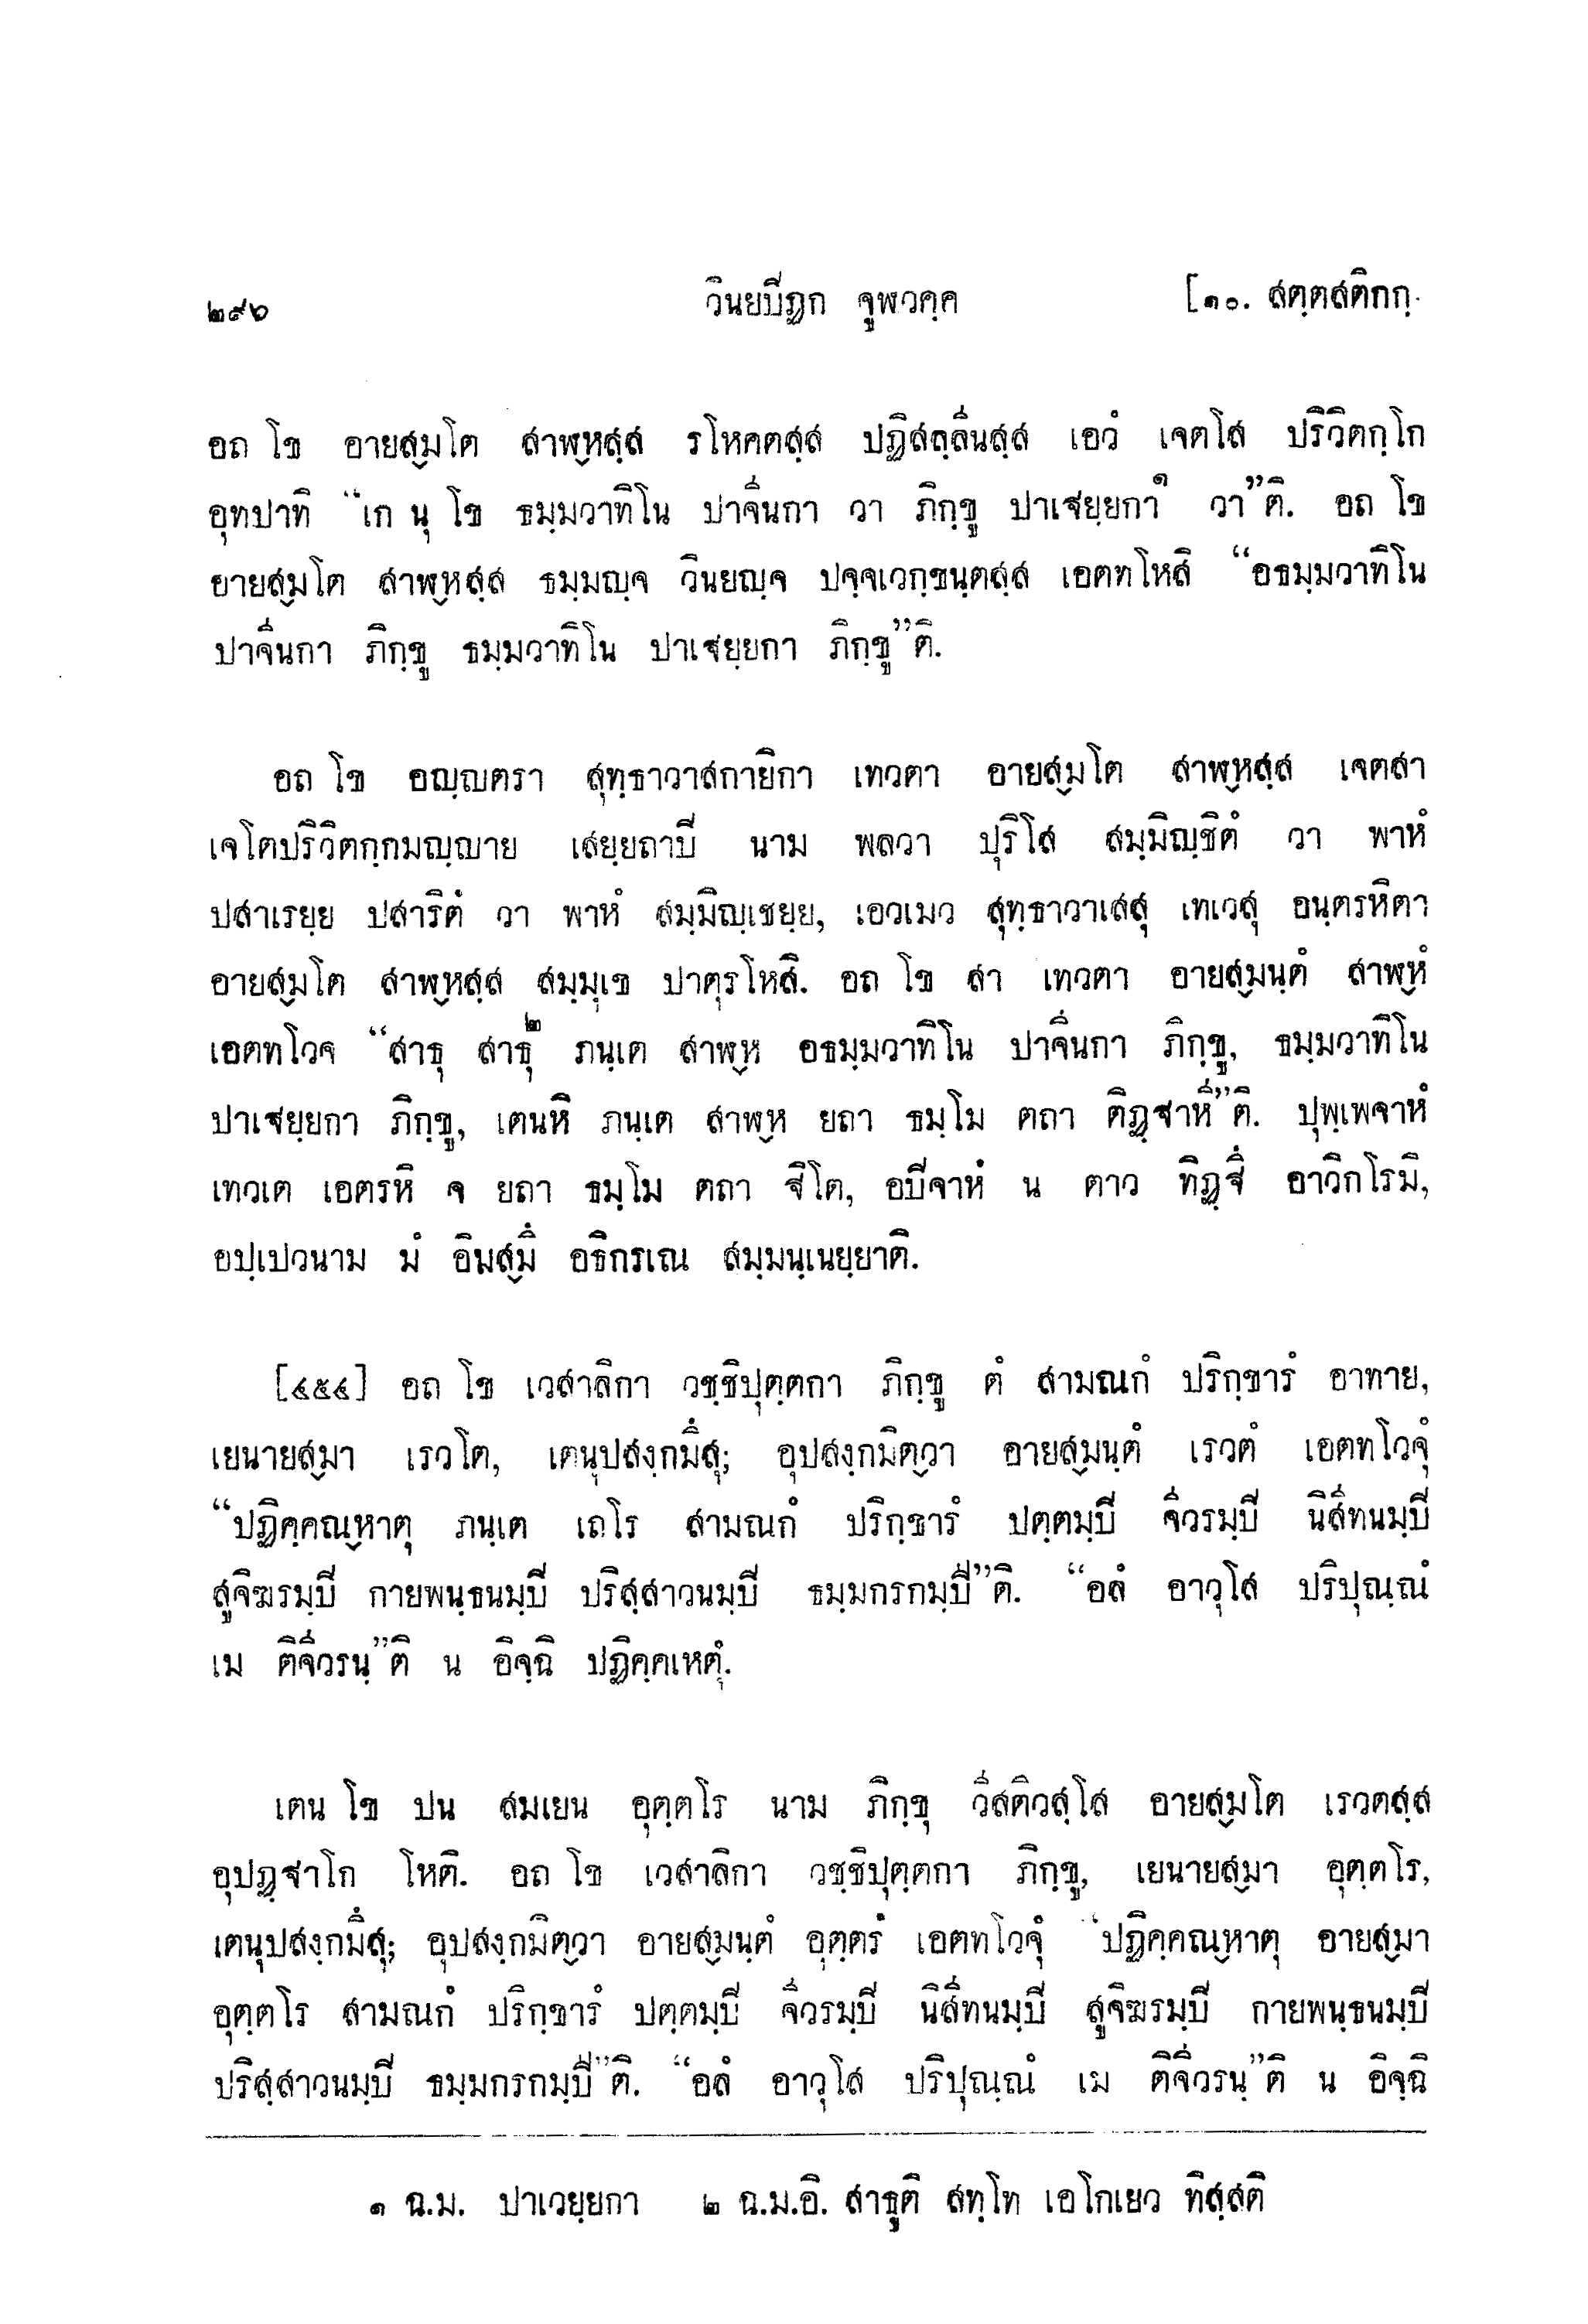 ๒๙๖ วินยปิฏก จูฬวคฺค [๑๐. สตฺตสติกกฺ.
อถ โข อายสฺมโต สาฬฺหสฺส รโหคตสฺส ปฏิสลฺลีนสฺส เอวํ เจตโส ปริวิตกฺโก
อุทปาทิ “เก นุ โข ธมฺมวาทิโน ปาจีนกา วา ภิกฺขู ปาเฐยฺยกา๑ วา”ติ. อถ โข
อายสฺมโต สาฬฺหสฺส ธมฺมญฺจ วินยญฺจ ปจฺจเวกฺขนฺตสฺส เอตทโหสิ “อธมฺมวาทิโน
ปาจีนกา ภิกฺขู ธมฺมวาทิโน ปาเฐยฺยกา ภิกฺขู”ติ.
อถ โข อญฺญตรา สุทฺธาวาสกายิกา เทวตา อายสฺมโต สาฬฺหสฺส เจตสา
เจโตปริวิตกฺกมญฺญาย เสยฺยถาปิ นาม พลวา ปุริโส สมฺมิญฺชิตํ วา พาหํ
ปสาเรยฺย ปสาริตํ วา พาหํ สมฺมิญฺเชยฺย, เอวเมว สุทฺธาวาเสสุ เทเวสุ อนฺตรหิตา
อายสฺมโต สาฬฺหสฺส สมฺมุเข ปาตุรโหสิ. อถ โข สา เทวตา อายสฺมนฺตํ สาฬฺหํ
เอตทโวจ “สาธุ สาธุ๒ ภนฺเต สาฬฺห อธมฺมวาทิโน ปาจีนกา ภิกฺขู, ธมฺมวาทิโน
ปาเฐยฺยกา ภิกฺขู, เตนหิ ภนฺเต สาฬฺห ยถา ธมฺโม ตถา ติฏฺฐาหี”ติ. ปุพฺเพจาหํ
เทวเต เอตรหิ จ ยถา ธมฺโม ตถา ฐิโต, อปิจาหํ น ตาว ทิฏฺฐึ อาวิกโรมิ,
อปฺเปวนาม มํ อิมสฺมึ อธิกรเณ สมฺมนฺเนยฺยาติ.
[๔๕๔] อถ โข เวสาลิกา วชฺชิปุตฺตกา ภิกฺขู ตํ สามณกํ ปริกฺขารํ อาทาย,
เยนายสฺมา เรวโต, เตนุปสงฺกมึสุ; อุปสงฺกมิตฺวา อายสฺมนฺตํ เรวตํ เอตทโวจุํ
“ปฏิคฺคณฺหาตุ ภนฺเต เถโร สามณกํ ปริกฺขารํ ปตฺตมฺปิ จีวรมฺปิ นิสีทนมฺปิ
สูจิฆรมฺปิ กายพนฺธนมฺปิ ปริสฺสาวนมฺปิ ธมฺมกรกมฺปี”ติ. “อลํ อาวุโส ปริปุณฺณํ
เม ติจีวรนฺ”ติ น อิจฺฉิ ปฏิคฺคเหตุํ.
เตน โข ปน สมเยน อุตฺตโร นาม ภิกฺขุ วีสติวสฺโส อายสฺมโต เรวตสฺส
อุปฏฺฐาโก โหติ. อถ โข เวสาลิกา วชฺชิปุตฺตกา ภิกฺขู, เยนายสฺมา อุตฺตโร,
เตนุปสงฺกมึสุ; อุปสงฺกมิตฺวา อายสฺมนฺตํ อุตฺตรํ เอตทโวจุํ “ปฏิคฺคณฺหาตุ อายสฺมา
อุตฺตโร สามณกํ ปริกฺขารํ ปตฺตมฺปิ จีวรมฺปิ นิสีทนมฺปิ สูจิฆรมฺปิ กายพนฺธนมฺปิ
ปริสฺสาวนมฺปิ ธมฺมกรกมฺปี”ติ. “อลํ อาวุโส ปริปุณฺณํ เม ติจีวรนฺ”ติ น อิจฺฉิ
๑ ฉ.ม. ปาเวยฺยกา ๒ ฉ.ม.อิ. สาธูติ สทฺโท เอโกเยว ทิสฺสติ